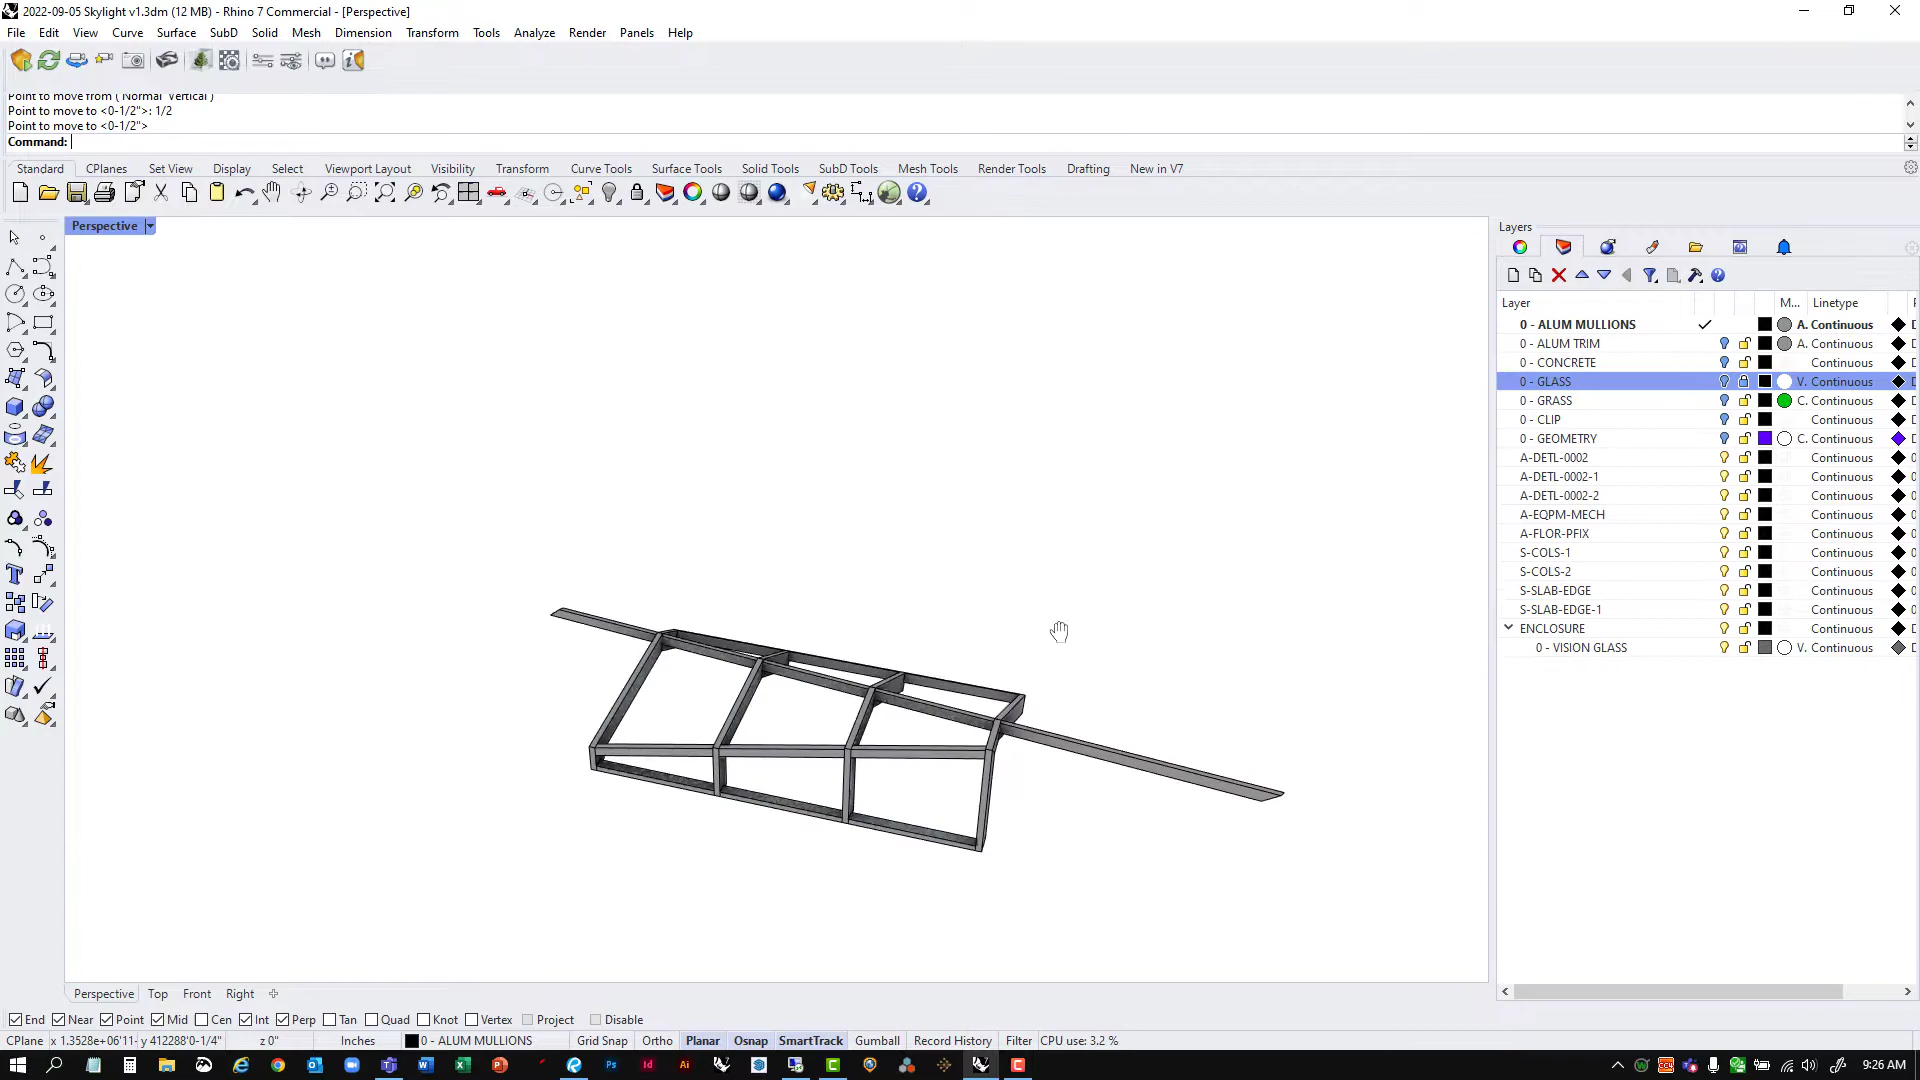 2022-09-05 Skylight v1.3dm (12 MB) - Rhino 7 Commercial - [Perspective]
File Edit View Curve Surface SubD Solid Mesh Dimension Transform Tools Analyze Render Panels Help
Point to move from ( Normal Vertical )
Point to move to <0-1/2">: 1/2
Point to move to <0-1/2">
Command:
Standard CPlanes Set View Display Select Viewport Layout Visibility Transform Curve Tools Surface Tools Solid Tools SubD Tools Mesh Tools Render Tools Drafting New in V7
Perspective
Layers
Layer M... Linetype
0 - ALUM MULLIONS A. Continuous
0 - ALUM TRIM A. Continuous
0 - CONCRETE Continuous
0 - GLASS V. Continuous
0 - GRASS C. Continuous
0 - CLIP Continuous
0 - GEOMETRY C. Continuous
A-DETL-0002 Continuous
A-DETL-0002-1 Continuous
A-DETL-0002-2 Continuous
A-EQPM-MECH Continuous
A-FLOR-PFIX Continuous
S-COLS-1 Continuous
S-COLS-2 Continuous
S-SLAB-EDGE Continuous
S-SLAB-EDGE-1 Continuous
ENCLOSURE Continuous
0 - VISION GLASS V. Continuous
Perspective Top Front Right
End Near Point Mid Cen Int Perp Tan Quad Knot Vertex Project Disable
CPlane x 1.3528e+06'11- y 412288'0-1/4" z 0" Inches 0 - ALUM MULLIONS Grid Snap Ortho Planar Osnap SmartTrack Gumball Record History Filter CPU use: 3.2 %
9:26 AM